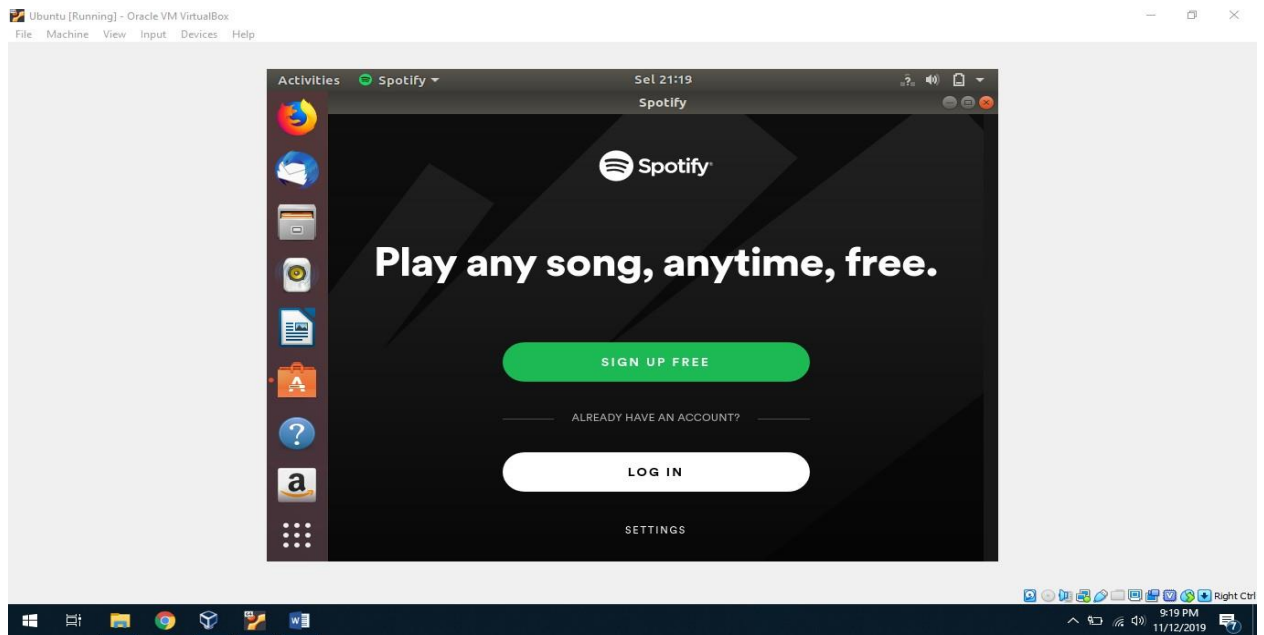 Ubuntu [Running] - Oracle VM VirtualBox
File Machine View Input Devices Help
Activities Spotify Sel 21:19
Spotify
Spotify
Play any song, anytime, free.
SIGN UP FREE
ALREADY HAVE AN ACCOUNT?
LOG IN
SETTINGS
Right Ctrl
9:19 PM
11/12/2019
7